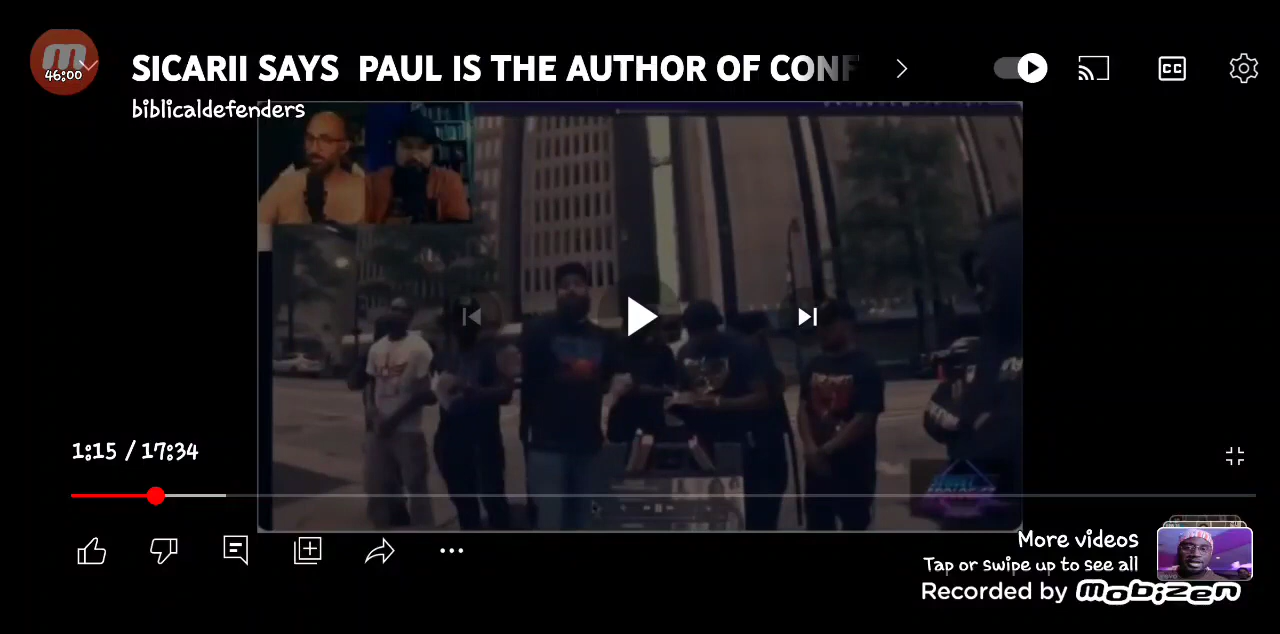 46:00
SICARII SAYS PAUL IS THE AUTHOR OF CONF
biblicaldefenders
CC
1:15 / 17:34
More videos
Tap or swipe up to see all
Recorded by mobizen